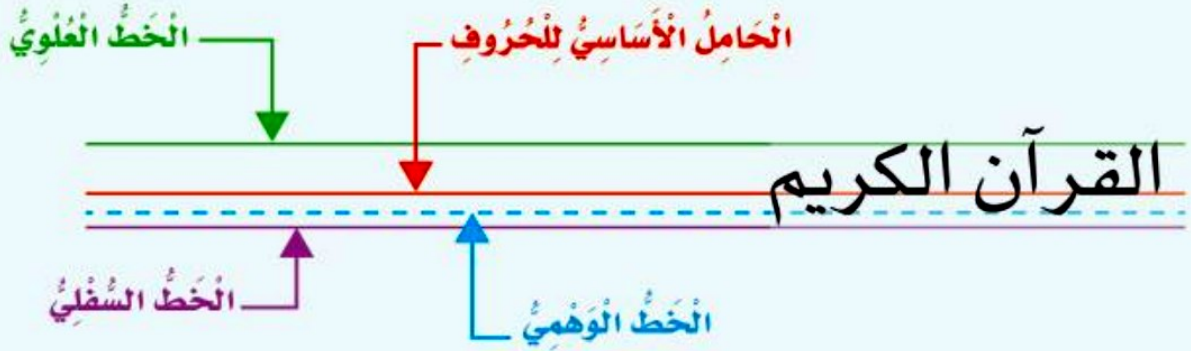 الْحَامِلُ الْأَسَاسِيُّ لِلْحُرُوفِ
الْخَطُّ الْعُلْوِيُّ
القرآن الكريم
الْخَطُّ السُّفْلِيُّ
الْخَطُّ الْوَهْمِيُّ